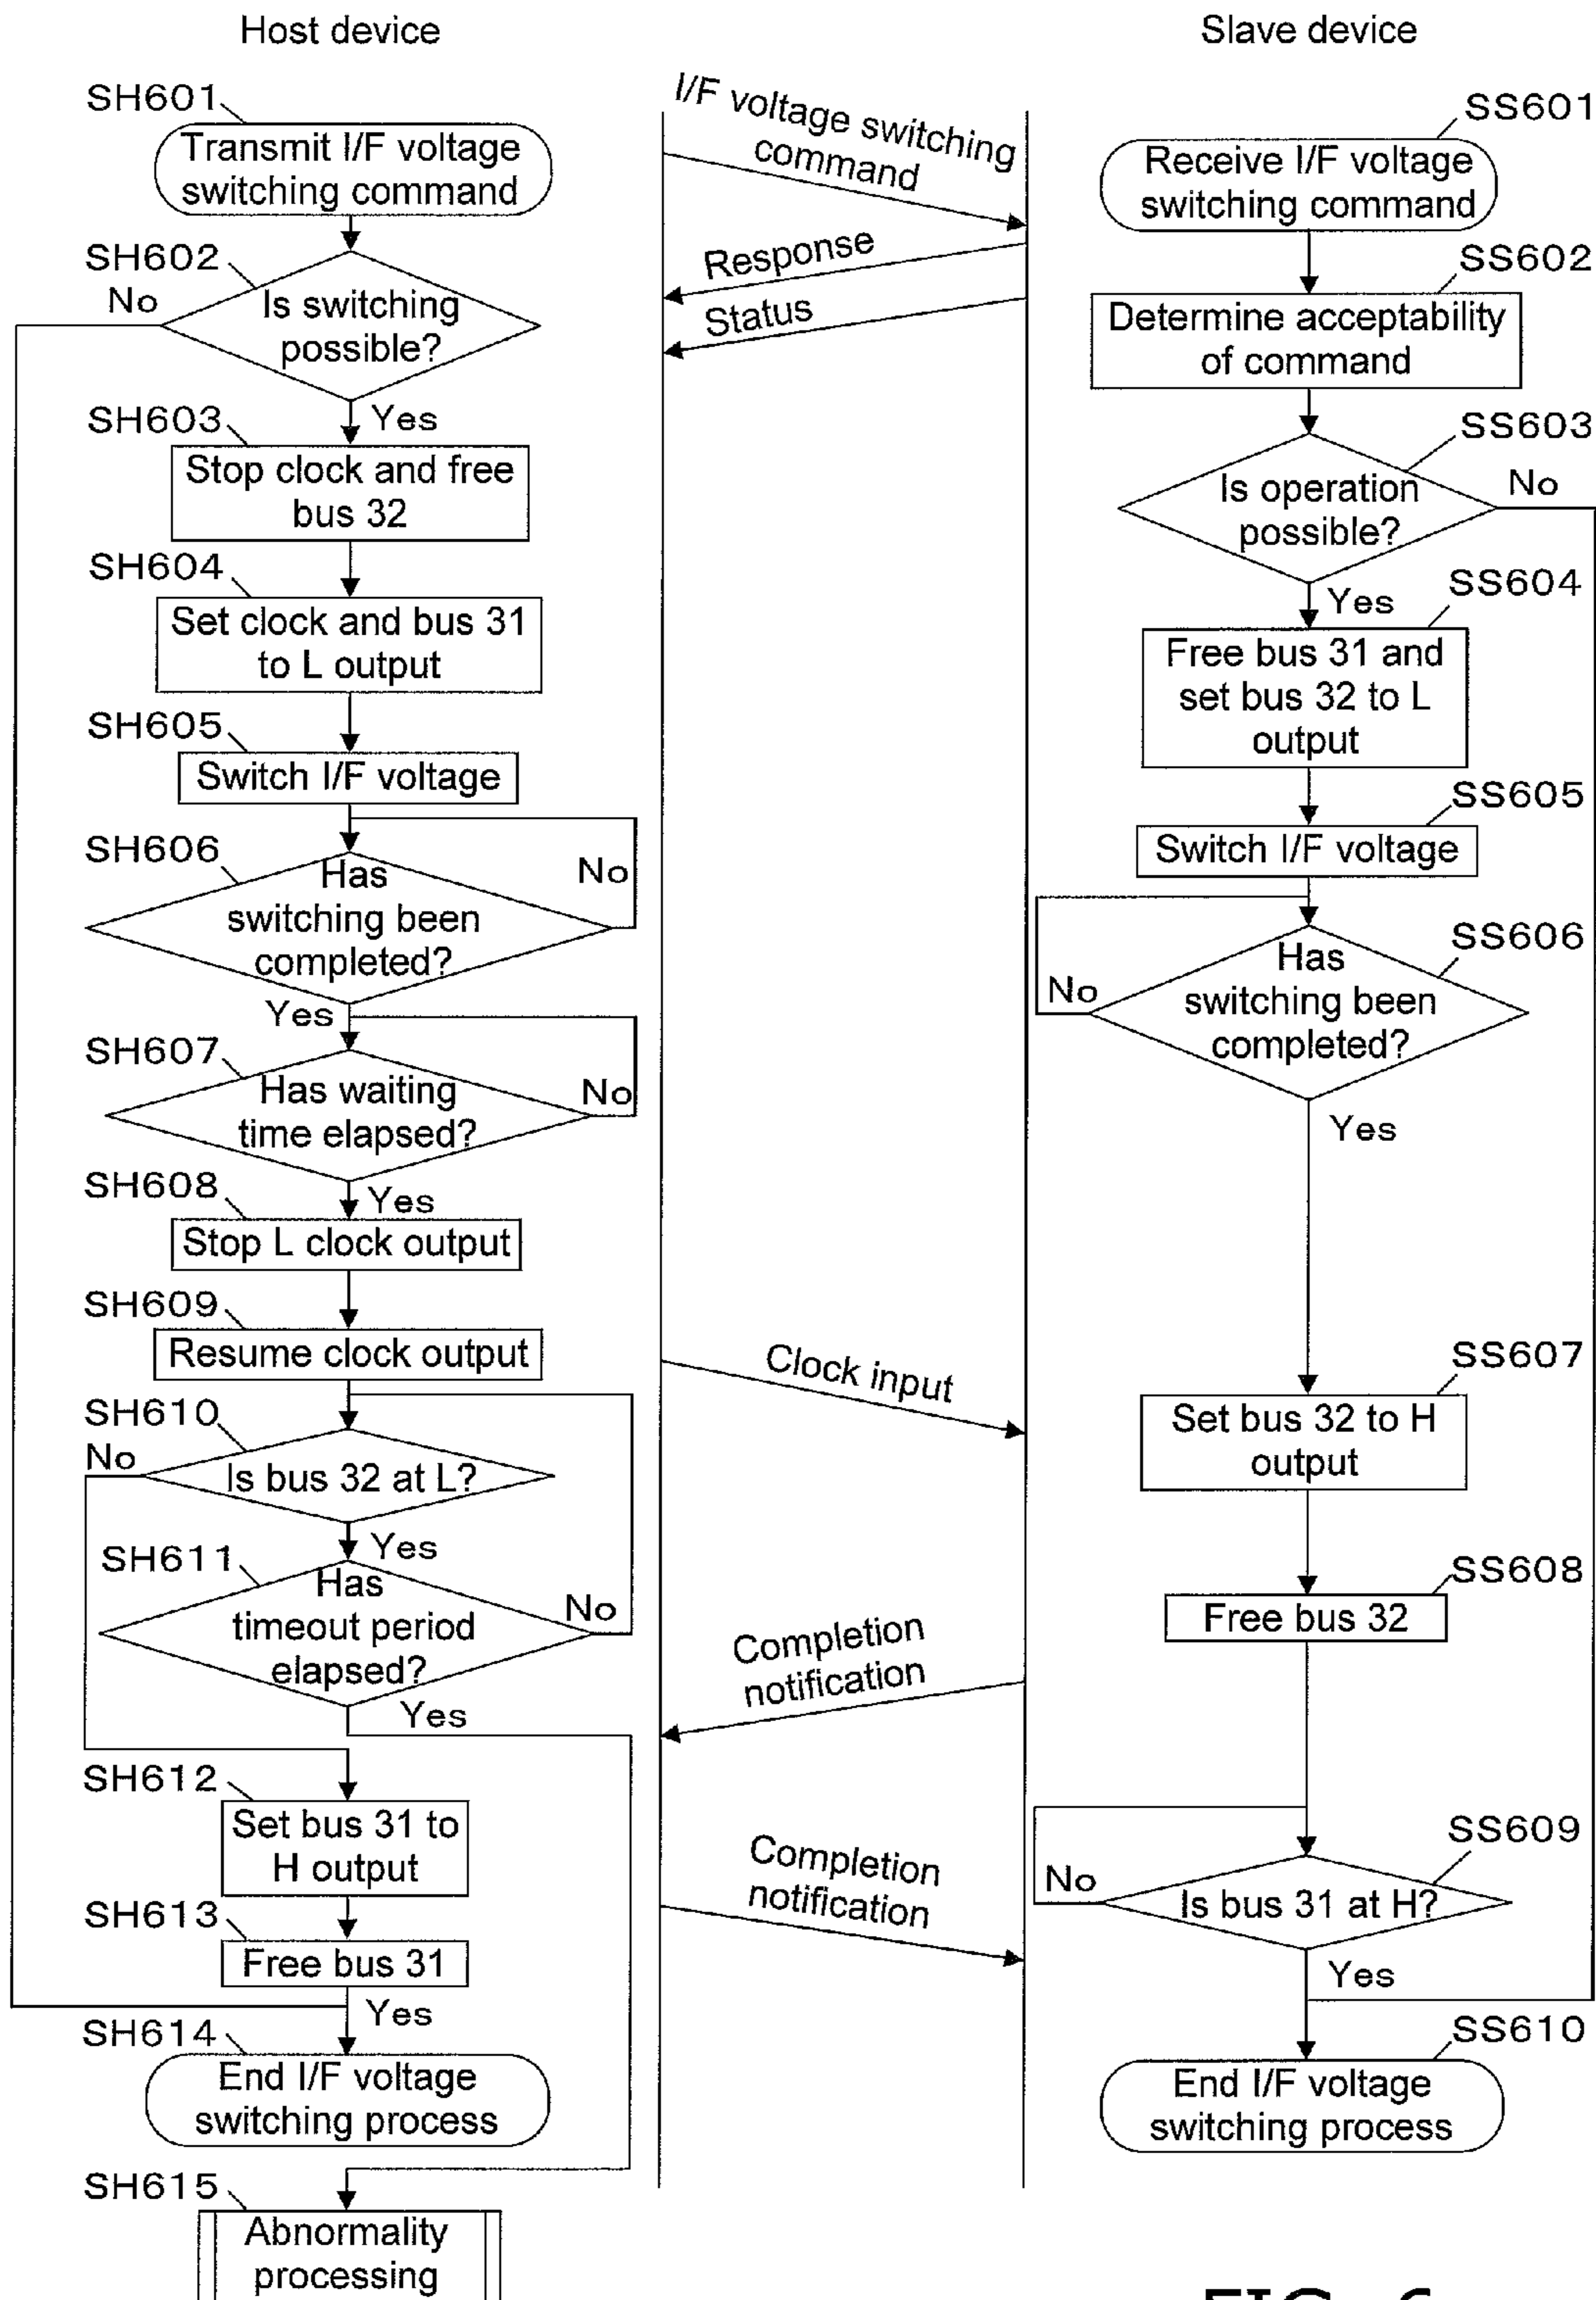 Host device
Slave device
SH601
Transmit I/F voltage
switching command
SH602
No
Is switching
possible?
Yes
SH603
Stop clock and free
bus 32
SH604
Set clock and bus 31
to L output
SH605
Switch I/F voltage
SH606
Has
switching been
completed?
No
Yes
SH607
Has waiting
time elapsed?
No
SH608
Yes
Stop L clock output
SH609
Resume clock output
SH610
No
Is bus 32 at L?
Yes
SH611
Has
timeout period
elapsed?
No
Yes
SH612
Set bus 31 to
H output
SH613
Free bus 31
Yes
SH614
End I/F voltage
switching process
SH615
Abnormality
processing
I/F voltage switching
command
Response
Status
Clock input
Completion
notification
Completion
notification
SS601
Receive I/F voltage
switching command
SS602
Determine acceptability
of command
SS603
Is operation
possible?
No
Yes
SS604
Free bus 31 and
set bus 32 to L
output
SS605
Switch I/F voltage
SS606
Has
switching been
completed?
No
Yes
SS607
Set bus 32 to H
output
SS608
Free bus 32
SS609
No
Is bus 31 at H?
Yes
SS610
End I/F voltage
switching process